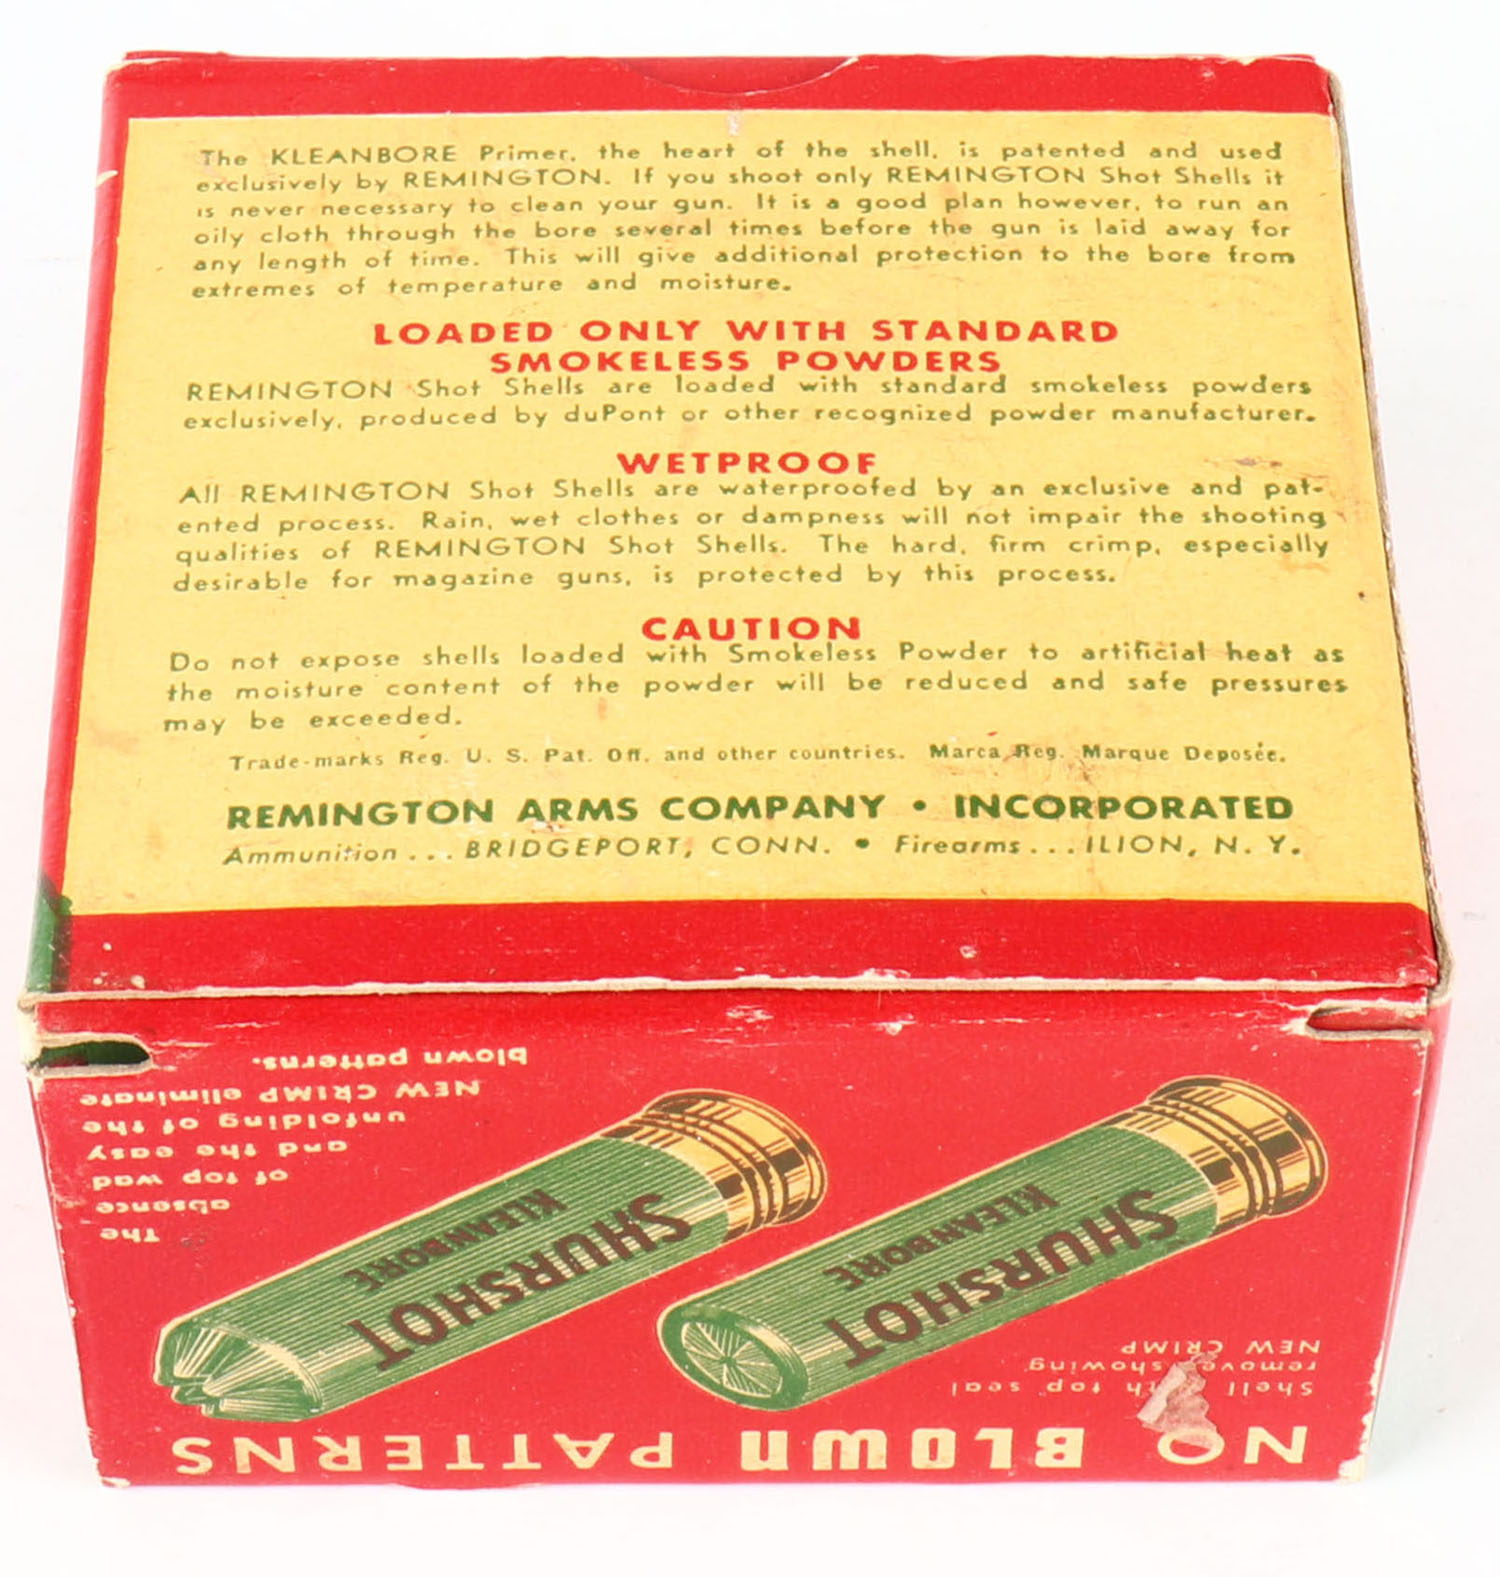 The KLEANBORE Primer, the heart of the shell, is patented and used
exclusively by REMINGTON. If you shoot only REMINGTON Shot Shells it
is never necessary to clean your gun. It is a good plan however, to run an
oily cloth through the bore several times before the gun is laid away for
any length of time. This will give additional protection to the bore from
extremes of temperature and moisture.
LOADED ONLY WITH STANDARD
SMOKELESS POWDERS
REMINGTON Shot Shells are loaded with standard smokeless powders
exclusively, produced by duPont or other recognized powder manufacturer.
WETPROOF
All REMINGTON Shot Shells are waterproofed by an exclusive and pat-
ented process. Rain, wet clothes or dampness will not impair the shooting
qualities of REMINGTON Shot Shells. The hard, firm crimp, especially
desirable for magazine guns, is protected by this process.
CAUTION
Do not expose shells loaded with Smokeless Powder to artificial heat as
the moisture content of the powder will be reduced and safe pressures
may be exceeded.
Trade-marks Reg. U. S. Pat. Off. and other countries. Marca Reg. Marque Deposée.
REMINGTON ARMS COMPANY • INCORPORATED
Ammunition . . . BRIDGEPORT, CONN. • Firearms . . . ILION, N. Y.
NO BLOWN PATTERNS
Shell top seal
remove showing
NEW CRIMP
SHURSHOT
KLEANBORE
SHURSHOT
KLEANBORE
The
absence
of top wad
and the easy
unfolding of the
NEW CRIMP eliminate
blown patterns.